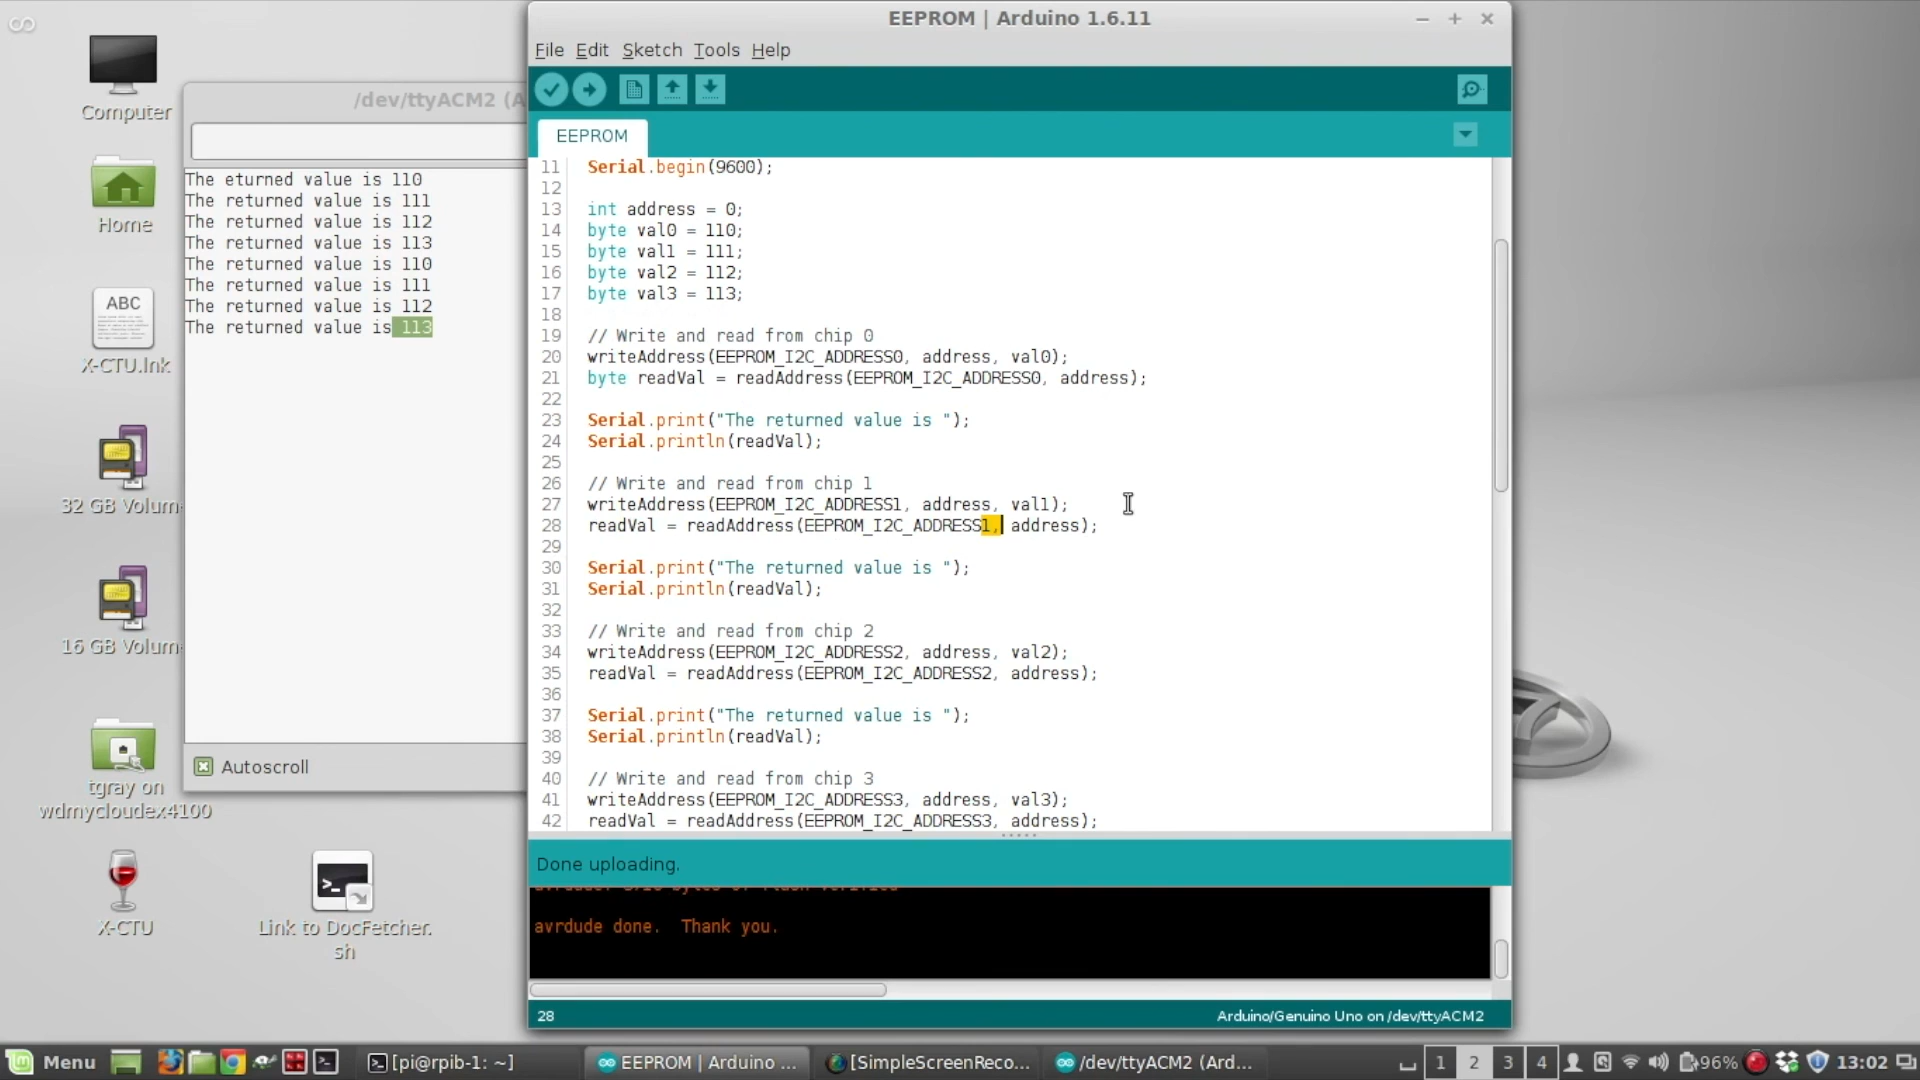 Computer
Home
ABC
X-CTU.lnk
32 GB Volum
16 GB Volum
tgray on
wdmycloudex4100
X-CTU
Link to DocFetcher.
sh
/dev/ttyACM2 (A
The eturned value is 110
The returned value is 111
The returned value is 112
The returned value is 113
The returned value is 110
The returned value is 111
The returned value is 112
The returned value is 113
Autoscroll
EEPROM | Arduino 1.6.11
File Edit Sketch Tools Help
EEPROM
11 Serial.begin(9600);
12
13 int address = 0;
14 byte val0 = 110;
15 byte val1 = 111;
16 byte val2 = 112;
17 byte val3 = 113;
18
19 // Write and read from chip 0
20 writeAddress(EEPROM_I2C_ADDRESS0, address, val0);
21 byte readVal = readAddress(EEPROM_I2C_ADDRESS0, address);
22
23 Serial.print("The returned value is ");
24 Serial.println(readVal);
25
26 // Write and read from chip 1
27 writeAddress(EEPROM_I2C_ADDRESS1, address, val1);
28 readVal = readAddress(EEPROM_I2C_ADDRESS1, address);
29
30 Serial.print("The returned value is ");
31 Serial.println(readVal);
32
33 // Write and read from chip 2
34 writeAddress(EEPROM_I2C_ADDRESS2, address, val2);
35 readVal = readAddress(EEPROM_I2C_ADDRESS2, address);
36
37 Serial.print("The returned value is ");
38 Serial.println(readVal);
39
40 // Write and read from chip 3
41 writeAddress(EEPROM_I2C_ADDRESS3, address, val3);
42 readVal = readAddress(EEPROM_I2C_ADDRESS3, address);
Done uploading.
avrdude done. Thank you.
28
Arduino/Genuino Uno on /dev/ttyACM2
Menu
[pi@rpib-1: ~]
EEPROM | Arduino ...
[SimpleScreenReco...
/dev/ttyACM2 (Ard...
1 2 3 4
96%
13:02